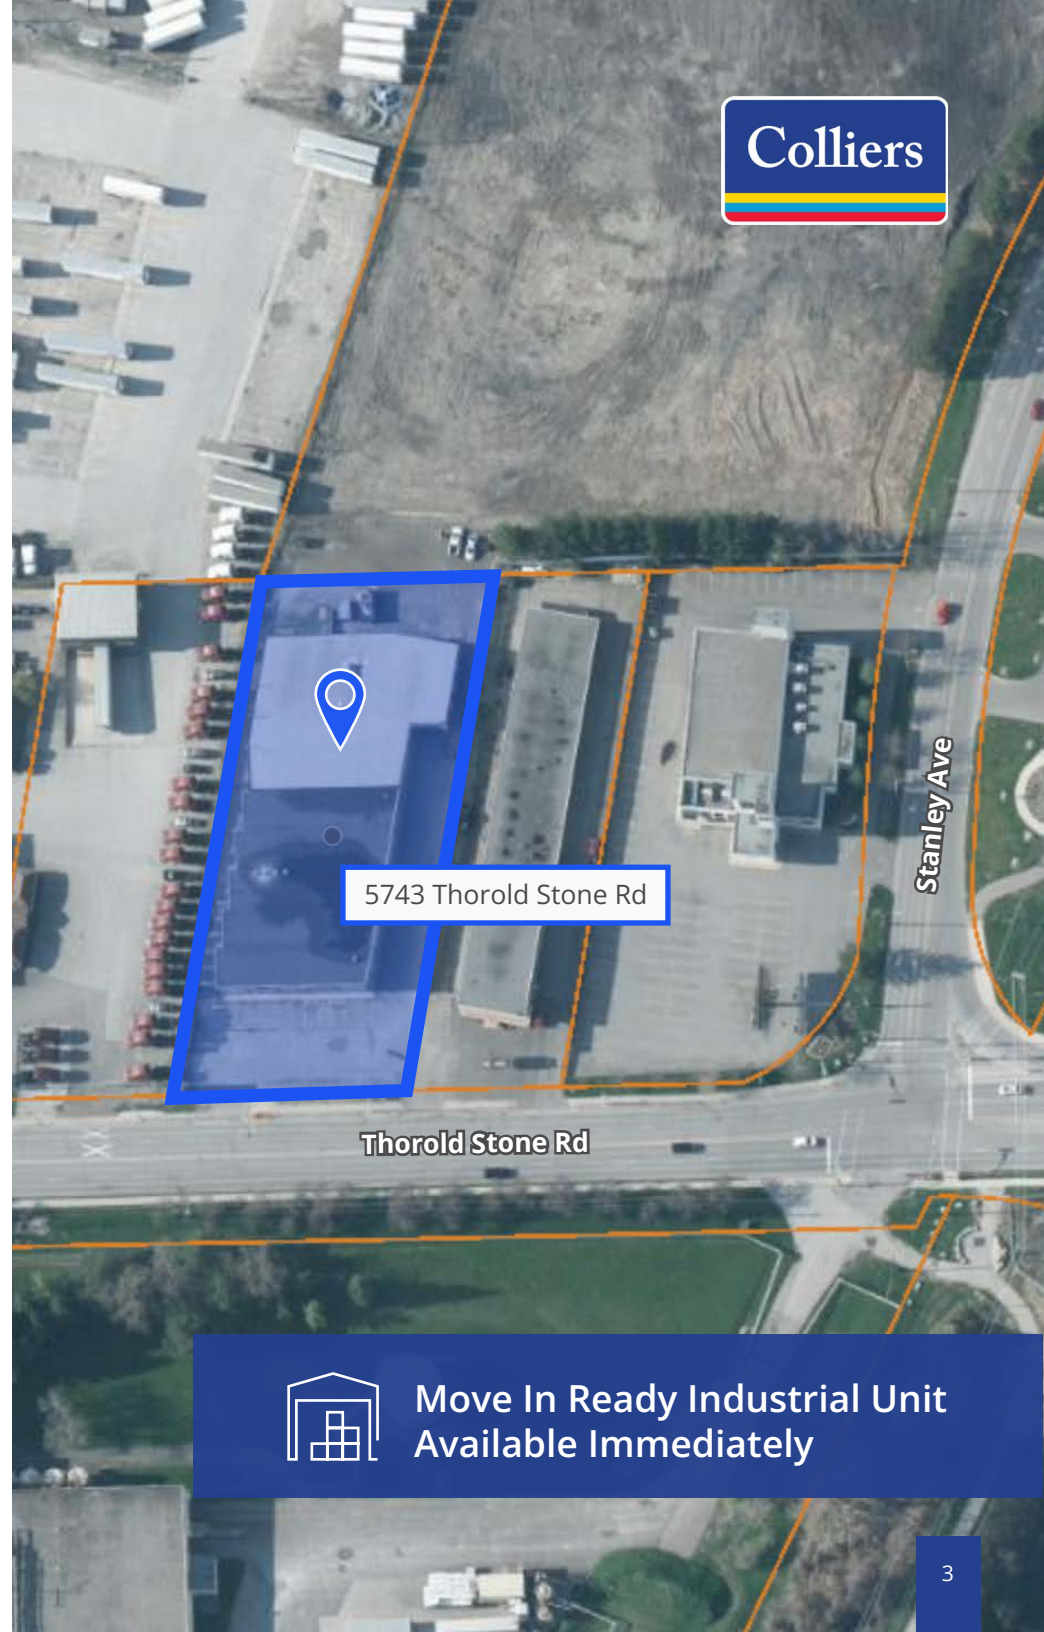 Colliers
Stanley Ave
5743 Thorold Stone Rd
Thorold Stone Rd
Move In Ready Industrial Unit
Available Immediately
3